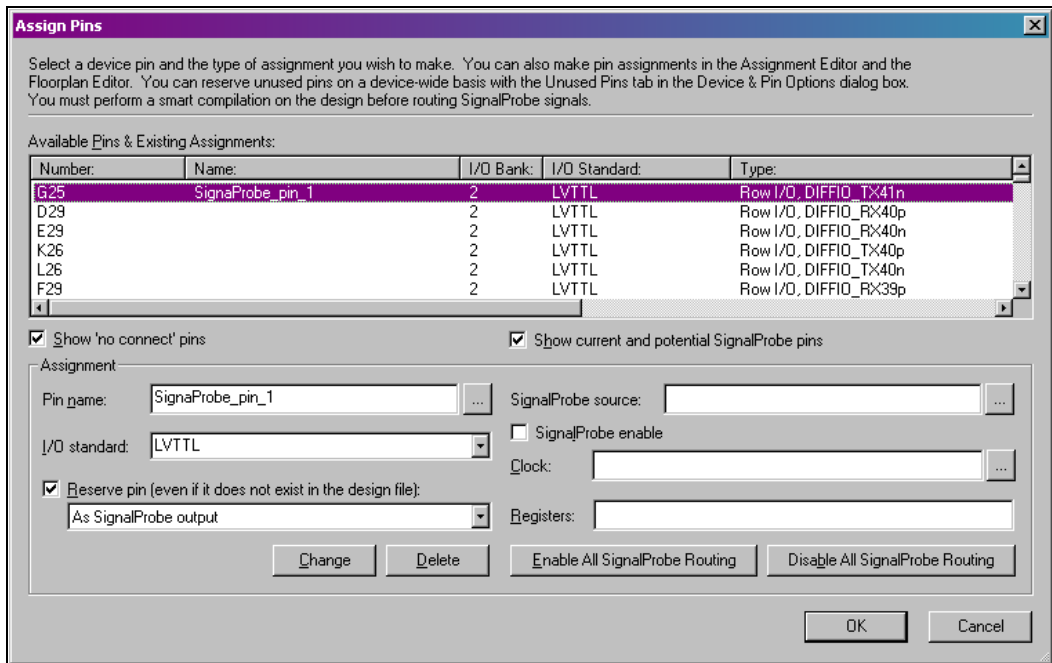 Assign Pins
Select a device pin and the type of assignment you wish to make. You can also make pin assignments in the Assignment Editor and the
Floorplan Editor. You can reserve unused pins on a device-wide basis with the Unused Pins tab in the Device & Pin Options dialog box.
You must perform a smart compilation on the design before routing SignalProbe signals.
Available Pins & Existing Assignments:
Number: Name: I/O Bank: I/O Standard: Type:
G25 SignaProbe_pin_1 2 LVTTL Row I/O, DIFFIO_TX41n
D29 2 LVTTL Row I/O, DIFFIO_RX40p
E29 2 LVTTL Row I/O, DIFFIO_RX40n
K26 2 LVTTL Row I/O, DIFFIO_TX40p
L26 2 LVTTL Row I/O, DIFFIO_TX40n
F29 2 LVTTL Row I/O, DIFFIO_RX39p
Show 'no connect' pins Show current and potential SignalProbe pins
Assignment
Pin name: SignaProbe_pin_1 ... SignalProbe source: ...
I/O standard: LVTTL SignalProbe enable
Clock: ...
Reserve pin (even if it does not exist in the design file):
As SignalProbe output Registers:
Change Delete Enable All SignalProbe Routing Disable All SignalProbe Routing
OK Cancel